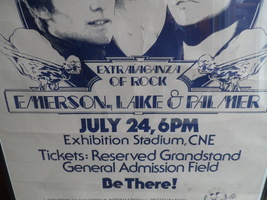 EXTRAVAGANZA
OF ROCK
EMERSON, LAKE & PALMER
JULY 24, 6PM
Exhibition Stadium, CNE
Tickets: Reserved Grandstand
General Admission Field
Be There!